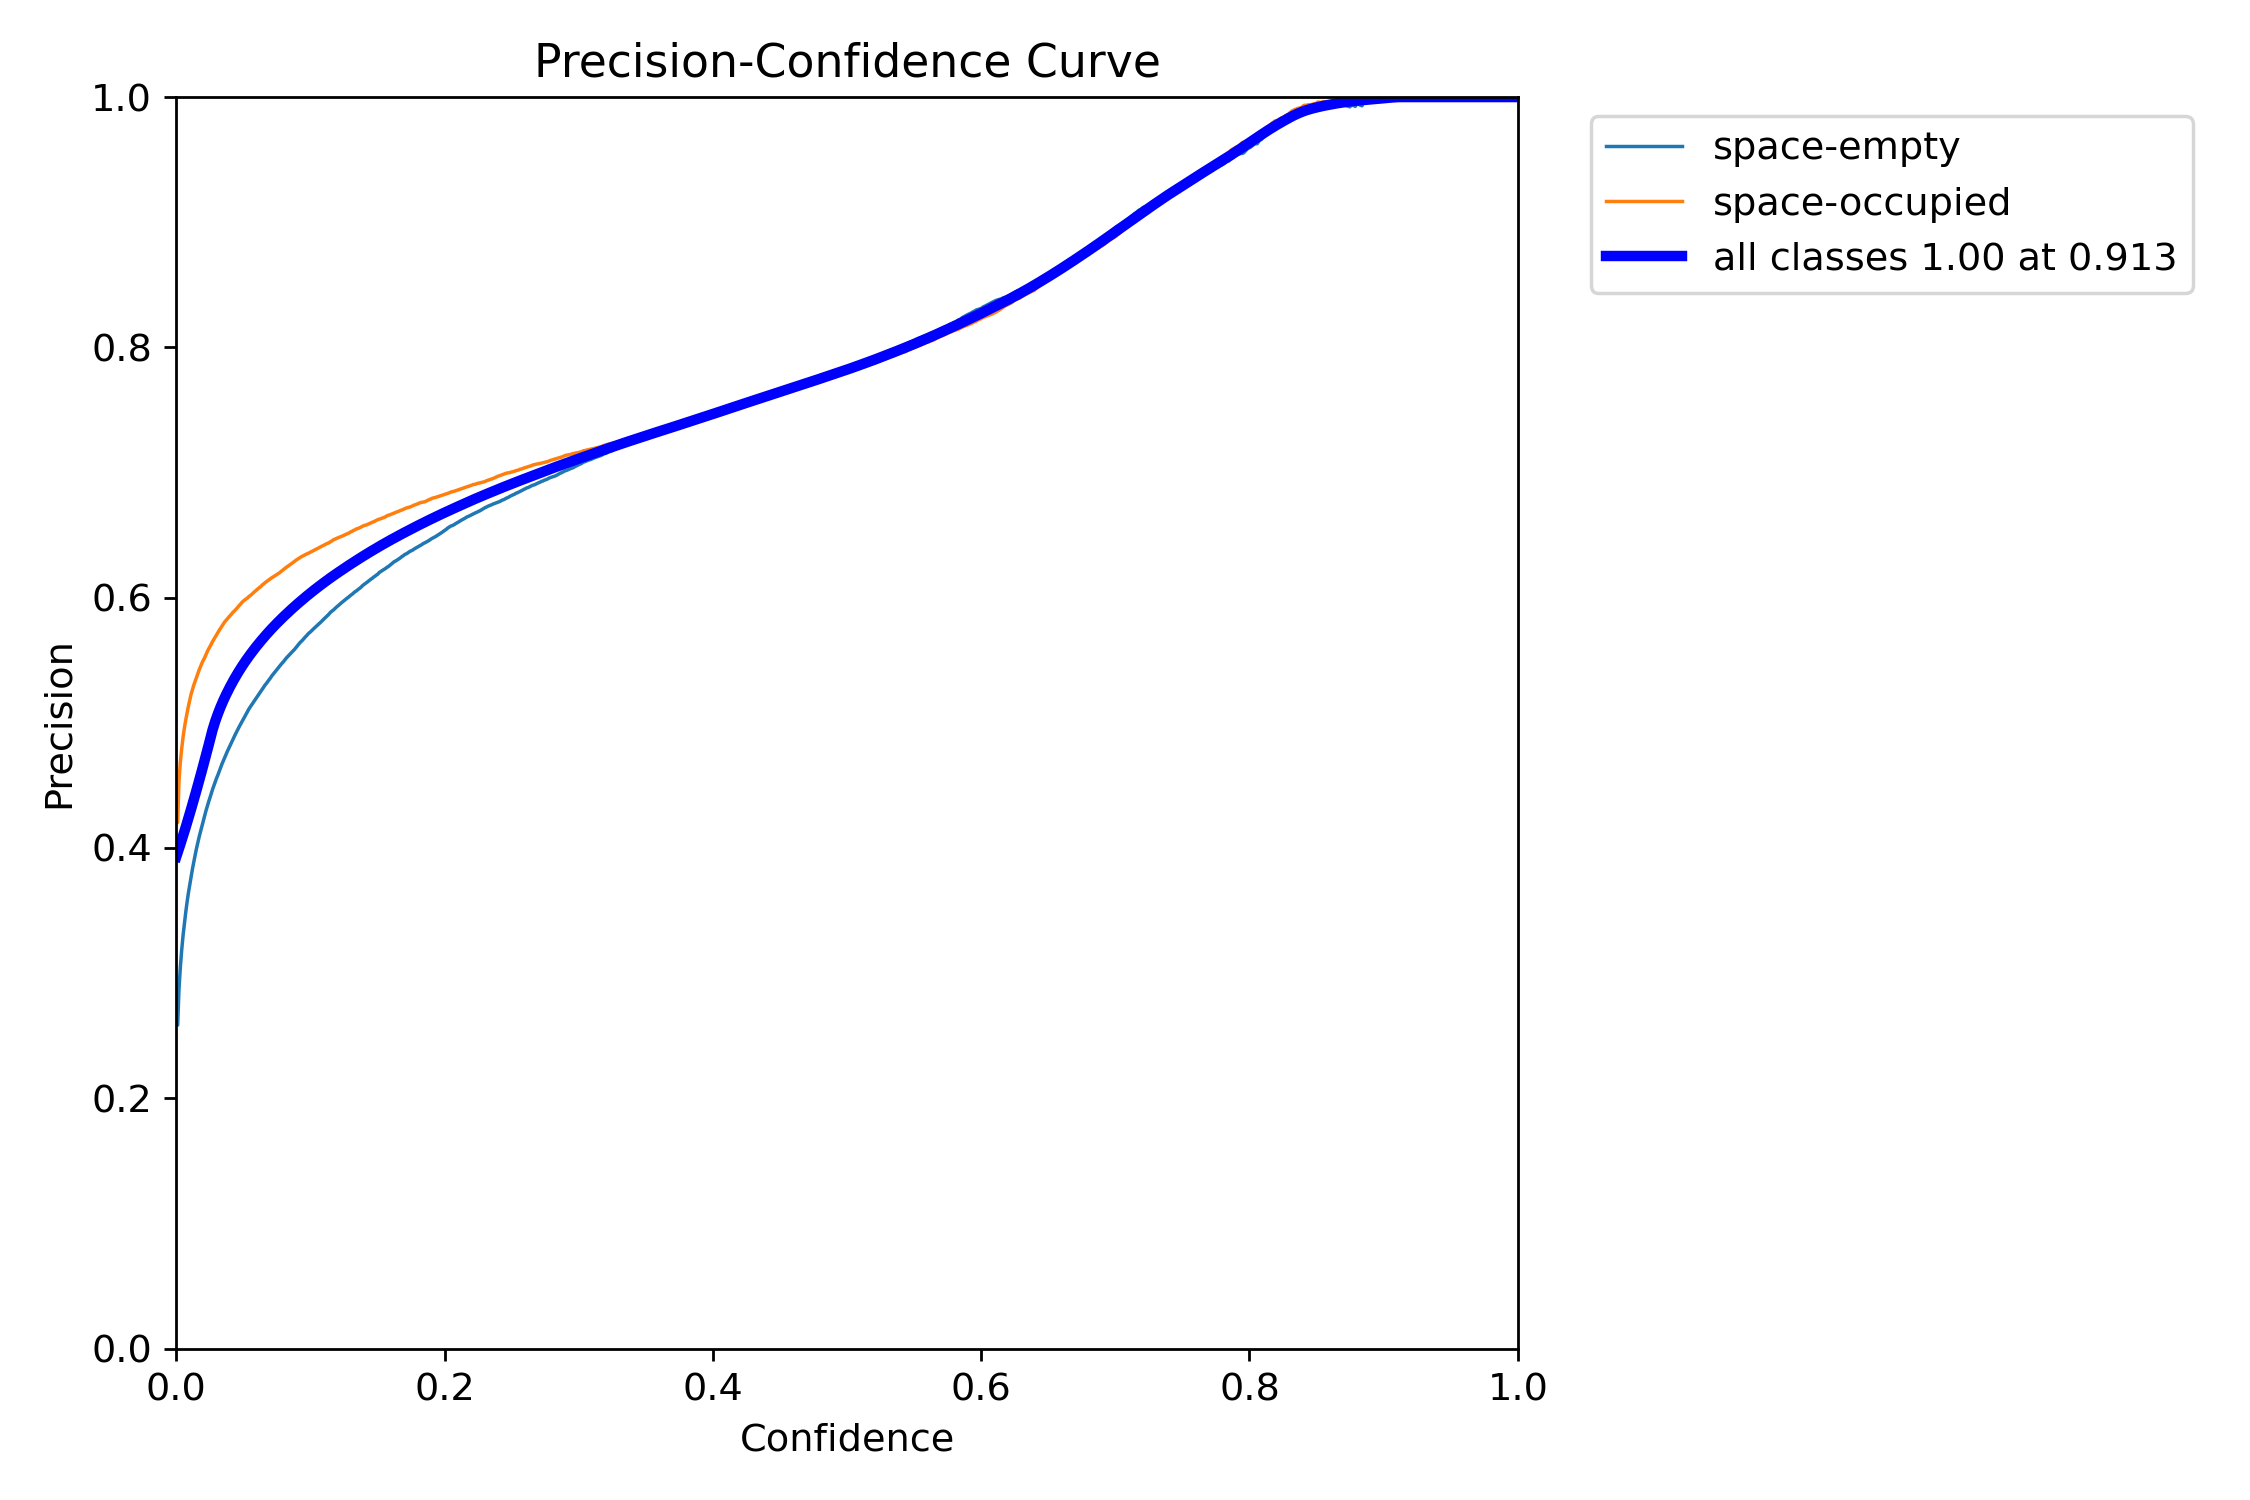 Precision-Confidence Curve
1.0
0.8
0.6
0.4
0.2
0.0
Precision
0.0 0.2 0.4 0.6 0.8 1.0
Confidence
space-empty
space-occupied
all classes 1.00 at 0.913